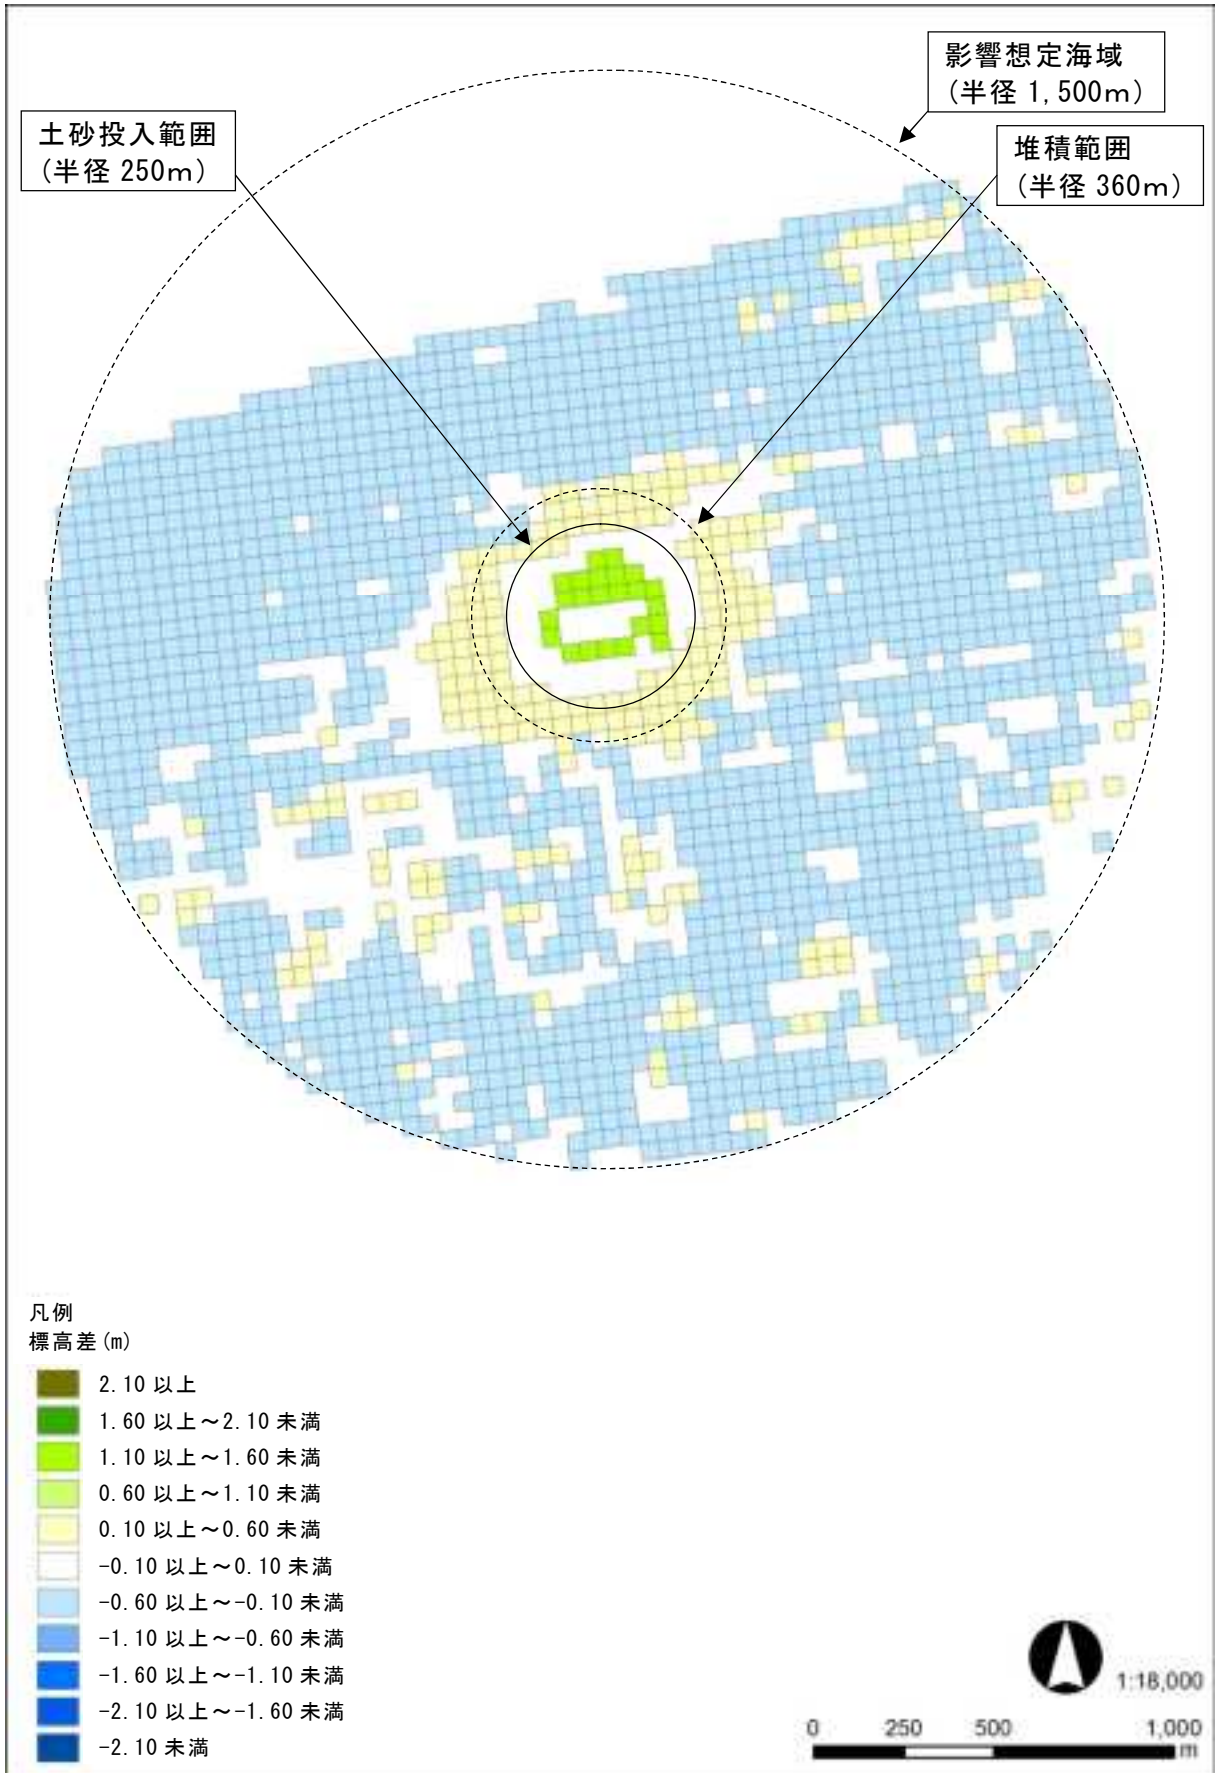 影響想定海域
(半径 1,500m)
土砂投入範囲
(半径 250m)
堆積範囲
(半径 360m)
凡例
標高差(m)
2.10 以上
1.60 以上～2.10 未満
1.10 以上～1.60 未満
0.60 以上～1.10 未満
0.10 以上～0.60 未満
-0.10 以上～0.10 未満
-0.60 以上～-0.10 未満
-1.10 以上～-0.60 未満
-1.60 以上～-1.10 未満
-2.10 以上～-1.60 未満
-2.10 未満
1:18,000
0 250 500 1,000
m